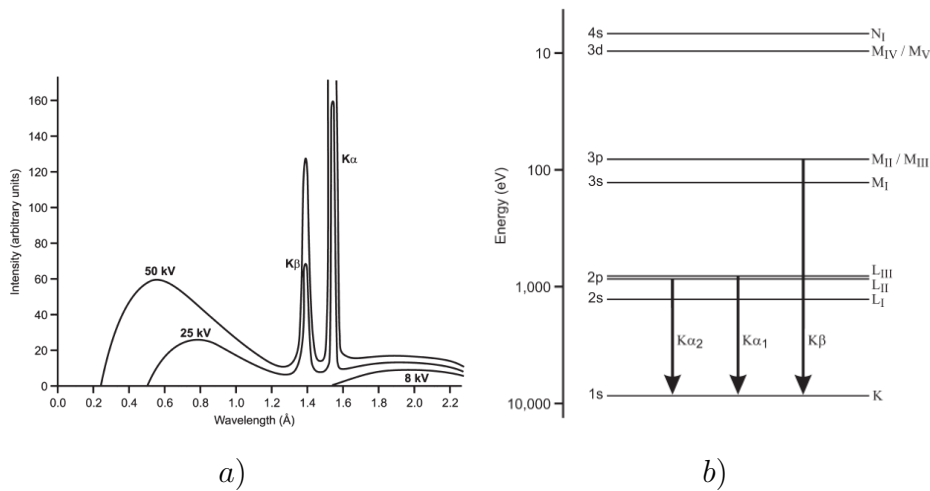 160
140
120
100
80
60
40
20
0
Intensity (arbitrary units)
50 kV
25 kV
8 kV
Kβ
Kα
0.0 0.2 0.4 0.6 0.8 1.0 1.2 1.4 1.6 1.8 2.0 2.2
Wavelength (Å)
a)
Energy (eV)
10
100
1,000
10,000
4s N_I
3d M_IV / M_V
3p M_II / M_III
3s M_I
2p L_III
L_II
2s L_I
Kα₂ Kα₁ Kβ
1s K
b)